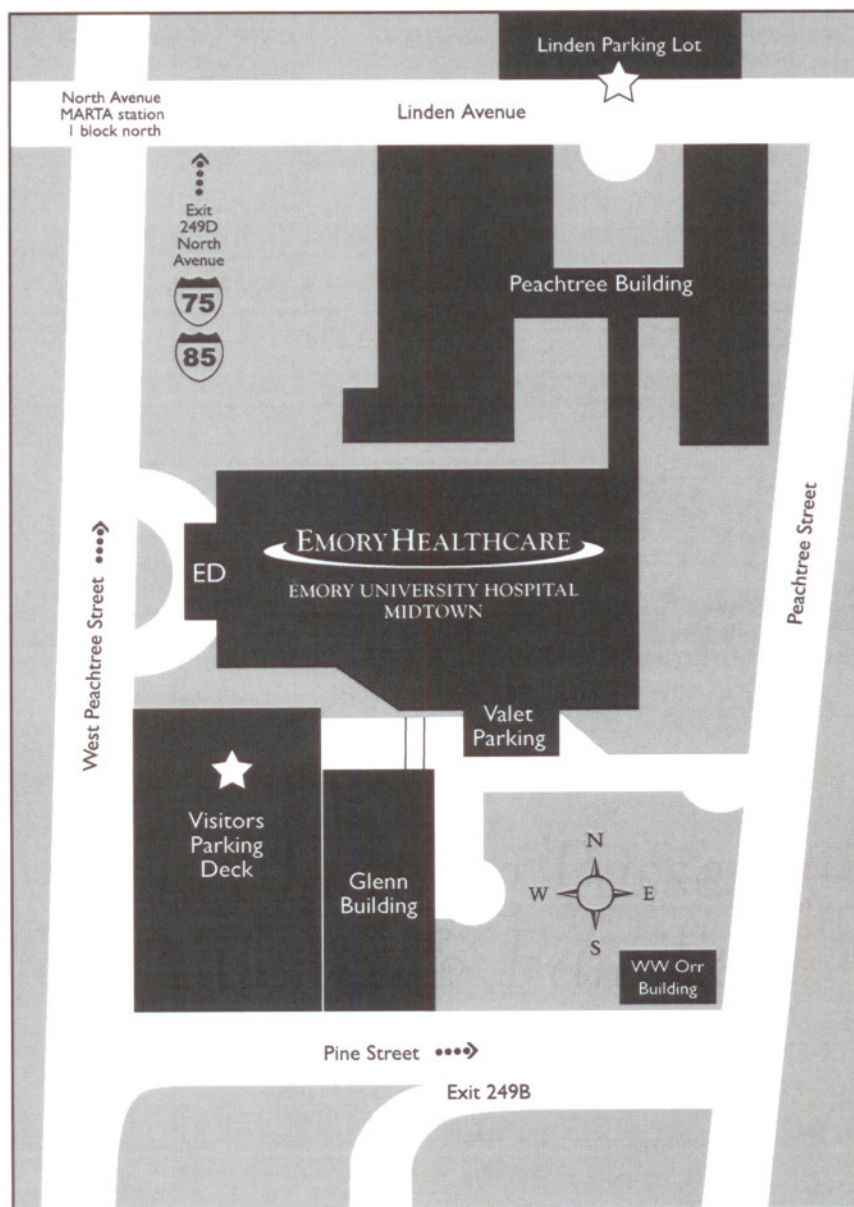 Linden Parking Lot
North Avenue
MARTA station
1 block north
Linden Avenue
Exit
249D
North
Avenue
75
85
Peachtree Building
West Peachtree Street
ED
EMORY HEALTHCARE
EMORY UNIVERSITY HOSPITAL
MIDTOWN
Peachtree Street
Valet
Parking
Visitors
Parking
Deck
Glenn
Building
N
W
E
S
WW Orr
Building
Pine Street
Exit 249B